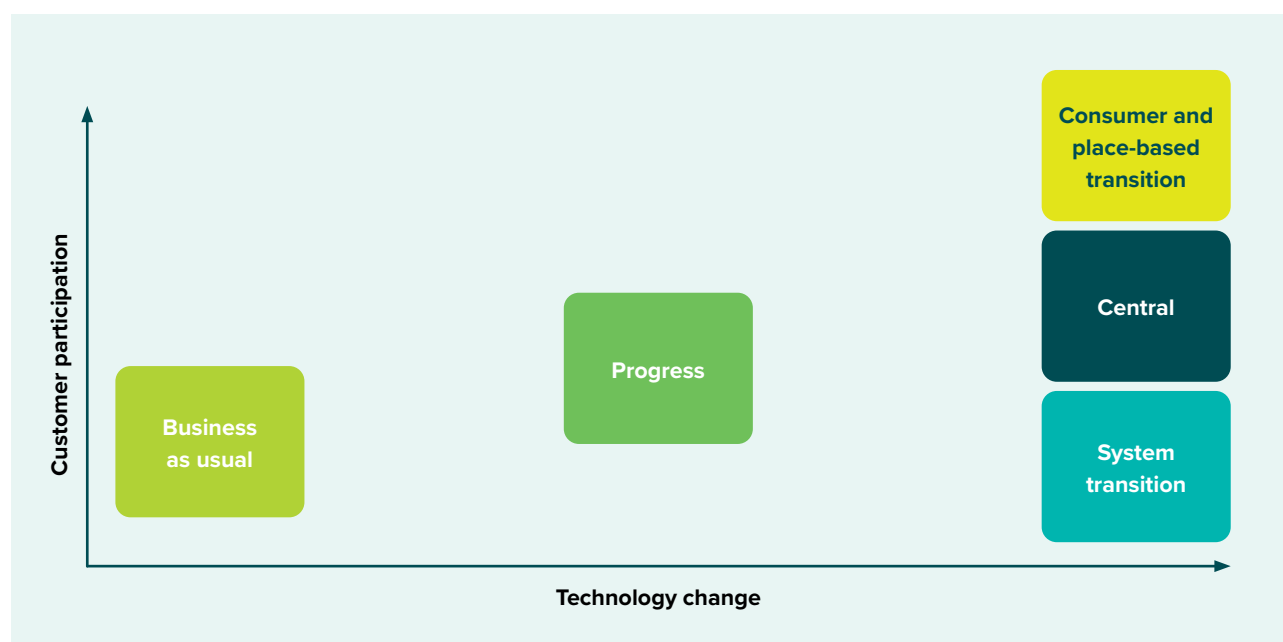 Consumer and
place-based
transition
Central
Progress
Business
as usual
System
transition
Customer participation
Technology change